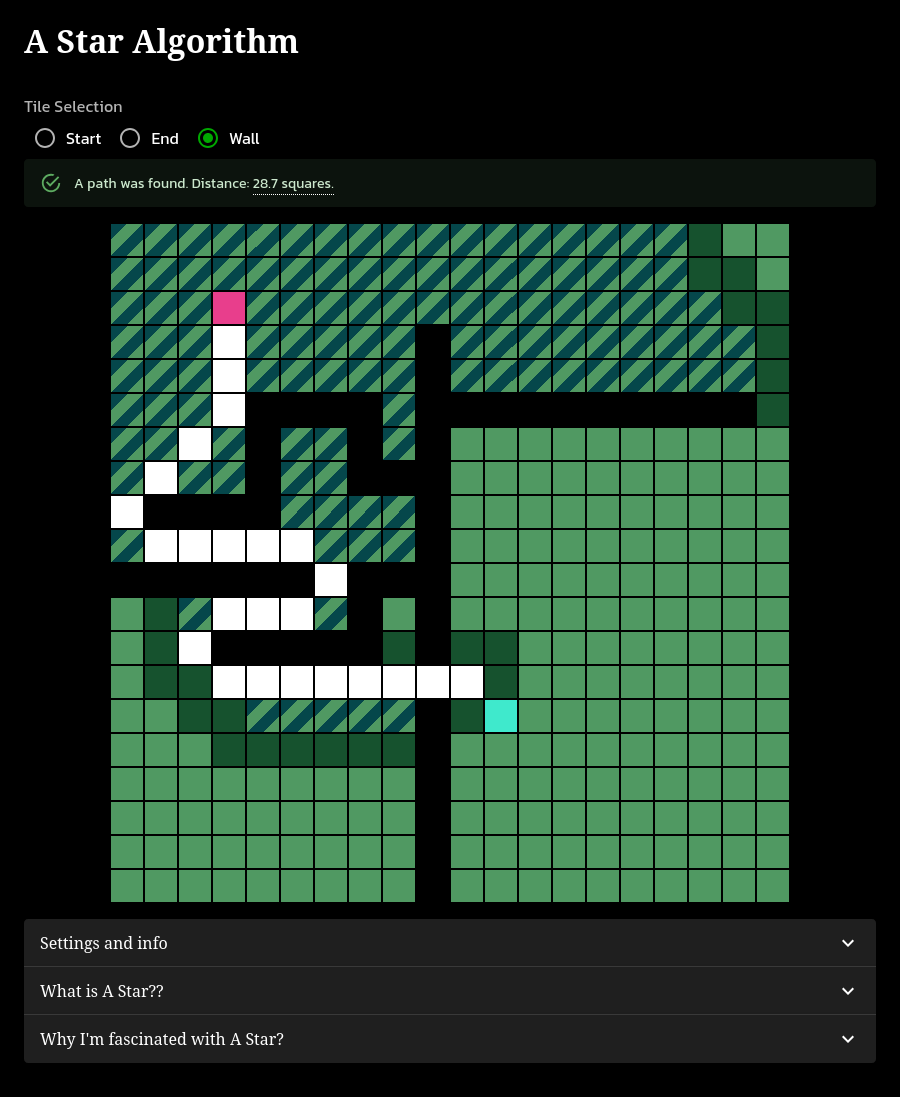 A Star Algorithm
Tile Selection
Start End Wall
A path was found. Distance: 28.7 squares.
Settings and info
What is A Star??
Why I'm fascinated with A Star?